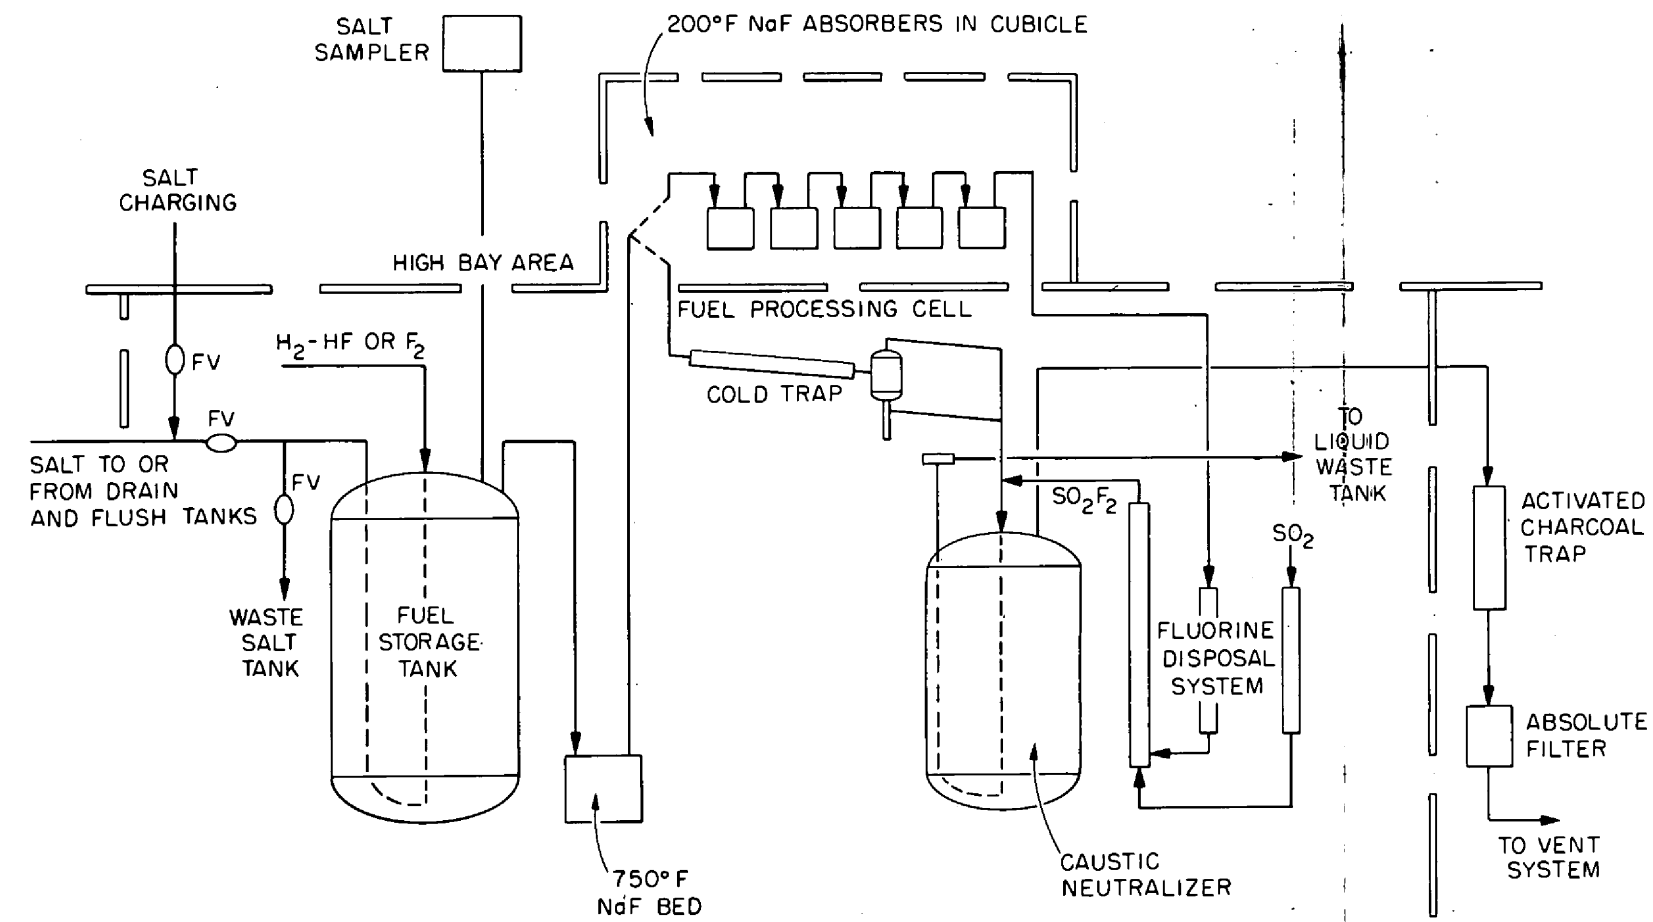 SALT
SAMPLER
200°F NaF ABSORBERS IN CUBICLE
SALT
CHARGING
HIGH BAY AREA
FUEL PROCESSING CELL
H2-HF OR F2
FV
COLD TRAP
FV
SALT TO OR
FROM DRAIN
AND FLUSH TANKS
FV
TO
LIQUID
WASTE
TANK
SO2F2
ACTIVATED
CHARCOAL
TRAP
SO2
WASTE
SALT
TANK
FUEL
STORAGE
TANK
FLUORINE
DISPOSAL
SYSTEM
ABSOLUTE
FILTER
TO VENT
SYSTEM
CAUSTIC
NEUTRALIZER
750°F
NaF BED